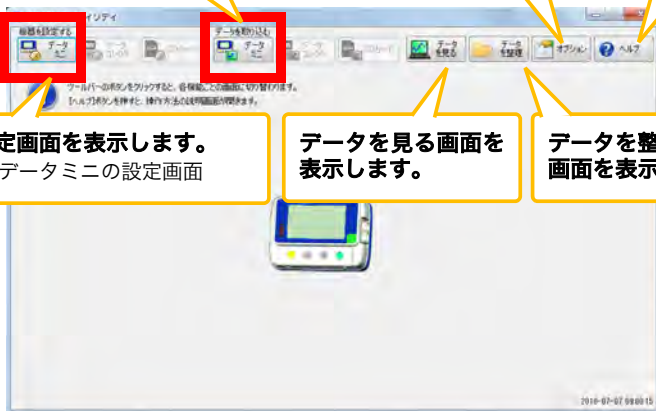 ィリティ
機器を設定する
データを取り込む
データ
ミニ
データ
ミニ
データ
を見る
データ
を整理
オプション
ヘルプ
ツールバーのボタンをクリックすると、各機能ごとの画面に切り替わります。
[ヘルプ]ボタンを押すと、操作方法の説明画面が開きます。
定画面を表示します。
データミニの設定画面
データを見る画面を
表示します。
データを整
画面を表示